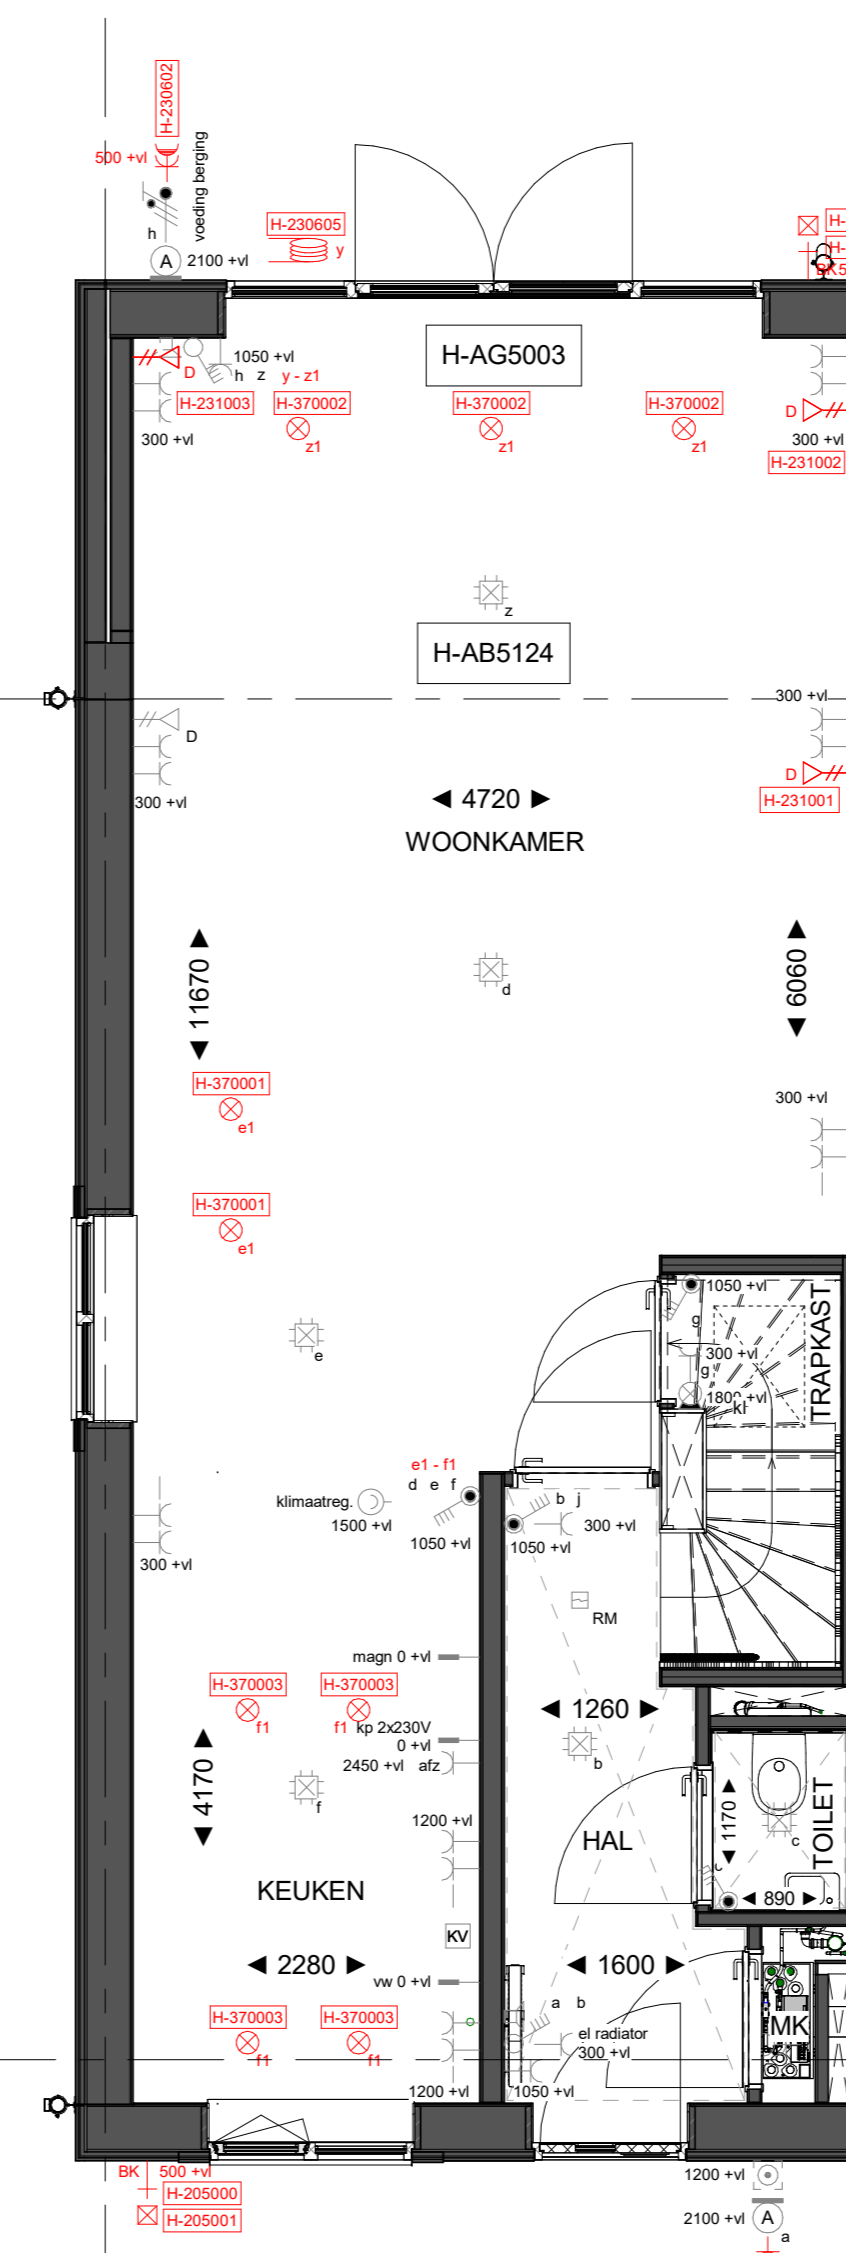 H-230602
500 +vl
voeding berging
h
A 2100 +vl
H-230605
y
H-
H-
BK5
H-AG5003
1050 +vl
D
h z y - z1
H-231003
H-370002
H-370002
H-370002
z1
z1
z1
D
300 +vl
300 +vl
H-231002
z
H-AB5124
300 +vl
D
300 +vl
D
H-231001
4720
WOONKAMER
11670
6060
d
H-370001
e1
300 +vl
H-370001
e1
1050 +vl
TRAPKAST
g
300 +vl
g
1800 +vl
kl
e
e1 - f1
d e f
klimaatreg.
1500 +vl
1050 +vl
b j
300 +vl
1050 +vl
300 +vl
RM
magn 0 +vl
H-370003
H-370003
f1
f1
kp 2x230V
0 +vl
2450 +vl afz
1260
b
4170
f
1200 +vl
HAL
1170
TOILET
c
890
KEUKEN
KV
2280
1600
vw 0 +vl
H-370003
H-370003
f1
f1
a b
el radiator
300 +vl
MK
1200 +vl
1050 +vl
BK 500 +vl
H-205000
H-205001
1200 +vl
2100 +vl A
a